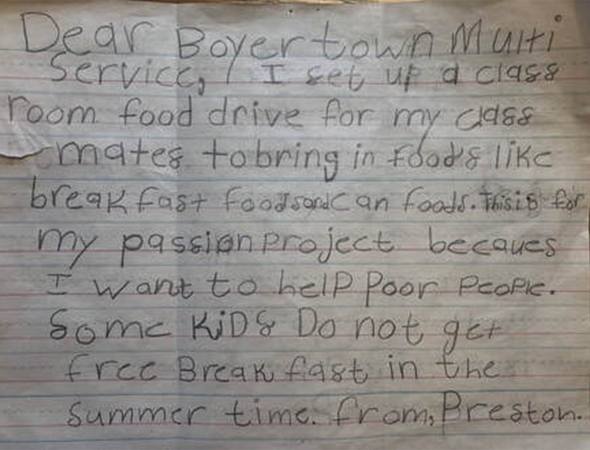 Dear Boyertown Multi
Service, I set up a class
room food drive for my class
mates to bring in foods like
breakfast foods and can foods. This is for
my passion project becaues
I want to help poor people.
Some KiDs Do not get
free Breakfast in the
summer time. from, Preston.